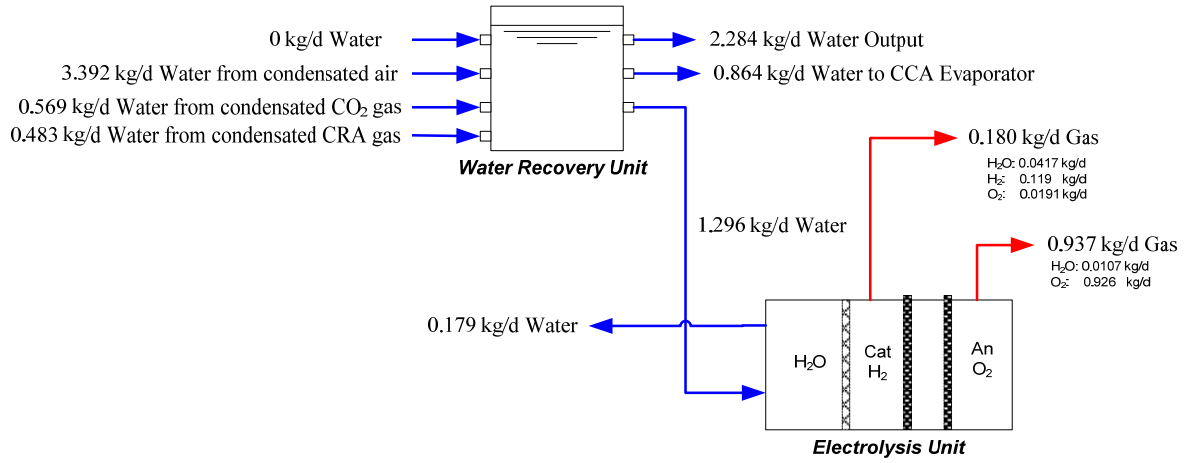 0 kg/d Water
3.392 kg/d Water from condensated air
0.569 kg/d Water from condensated CO₂ gas
0.483 kg/d Water from condensated CRA gas
2.284 kg/d Water Output
0.864 kg/d Water to CCA Evaporator
Water Recovery Unit
0.180 kg/d Gas
H₂O: 0.0417 kg/d
H₂: 0.119 kg/d
O₂: 0.0191 kg/d
1.296 kg/d Water
0.937 kg/d Gas
H₂O: 0.0107 kg/d
O₂: 0.926 kg/d
0.179 kg/d Water
H₂O
Cat
H₂
An
O₂
Electrolysis Unit